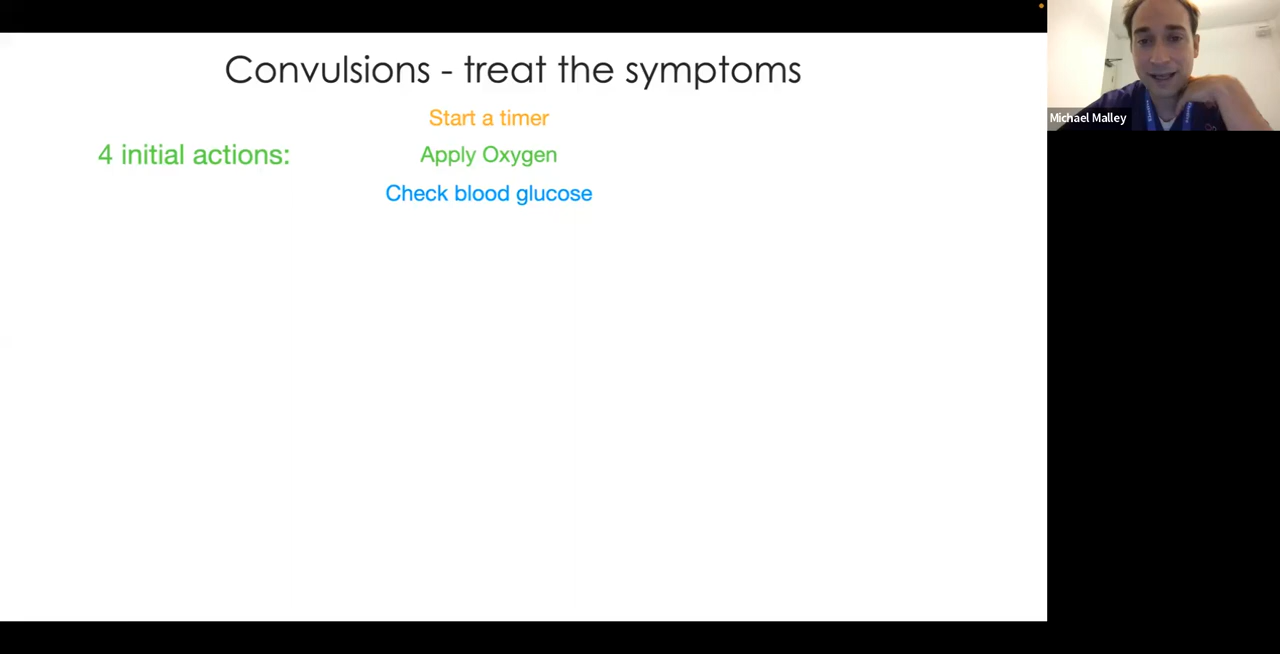 Convulsions - treat the symptoms
Start a timer
4 initial actions:
Apply Oxygen
Check blood glucose
Michael Malley